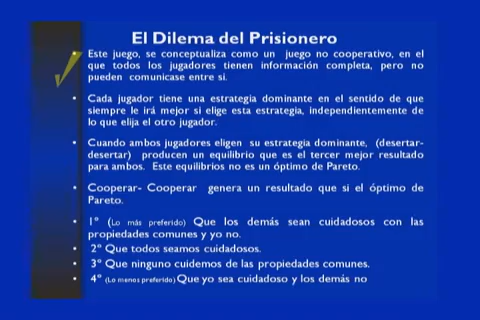 El Dilema del Prisionero
• Este juego, se conceptualiza como un juego no cooperativo, en el
que todos los jugadores tienen información completa, pero no
pueden comunicase entre si.
• Cada jugador tiene una estrategia dominante en el sentido de que
siempre le irá mejor si elige esta estrategia, independientemente de
lo que elija el otro jugador.
• Cuando ambos jugadores eligen su estrategia dominante, (desertar-
desertar) producen un equilibrio que es el tercer mejor resultado
para ambos. Este equilibrios no es un óptimo de Pareto.
• Cooperar- Cooperar genera un resultado que si el óptimo de
Pareto.
• 1º (Lo más preferido) Que los demás sean cuidadosos con las
propiedades comunes y yo no.
• 2º Que todos seamos cuidadosos.
• 3º Que ninguno cuidemos de las propiedades comunes.
• 4º (Lo menos preferido) Que yo sea cuidadoso y los demás no